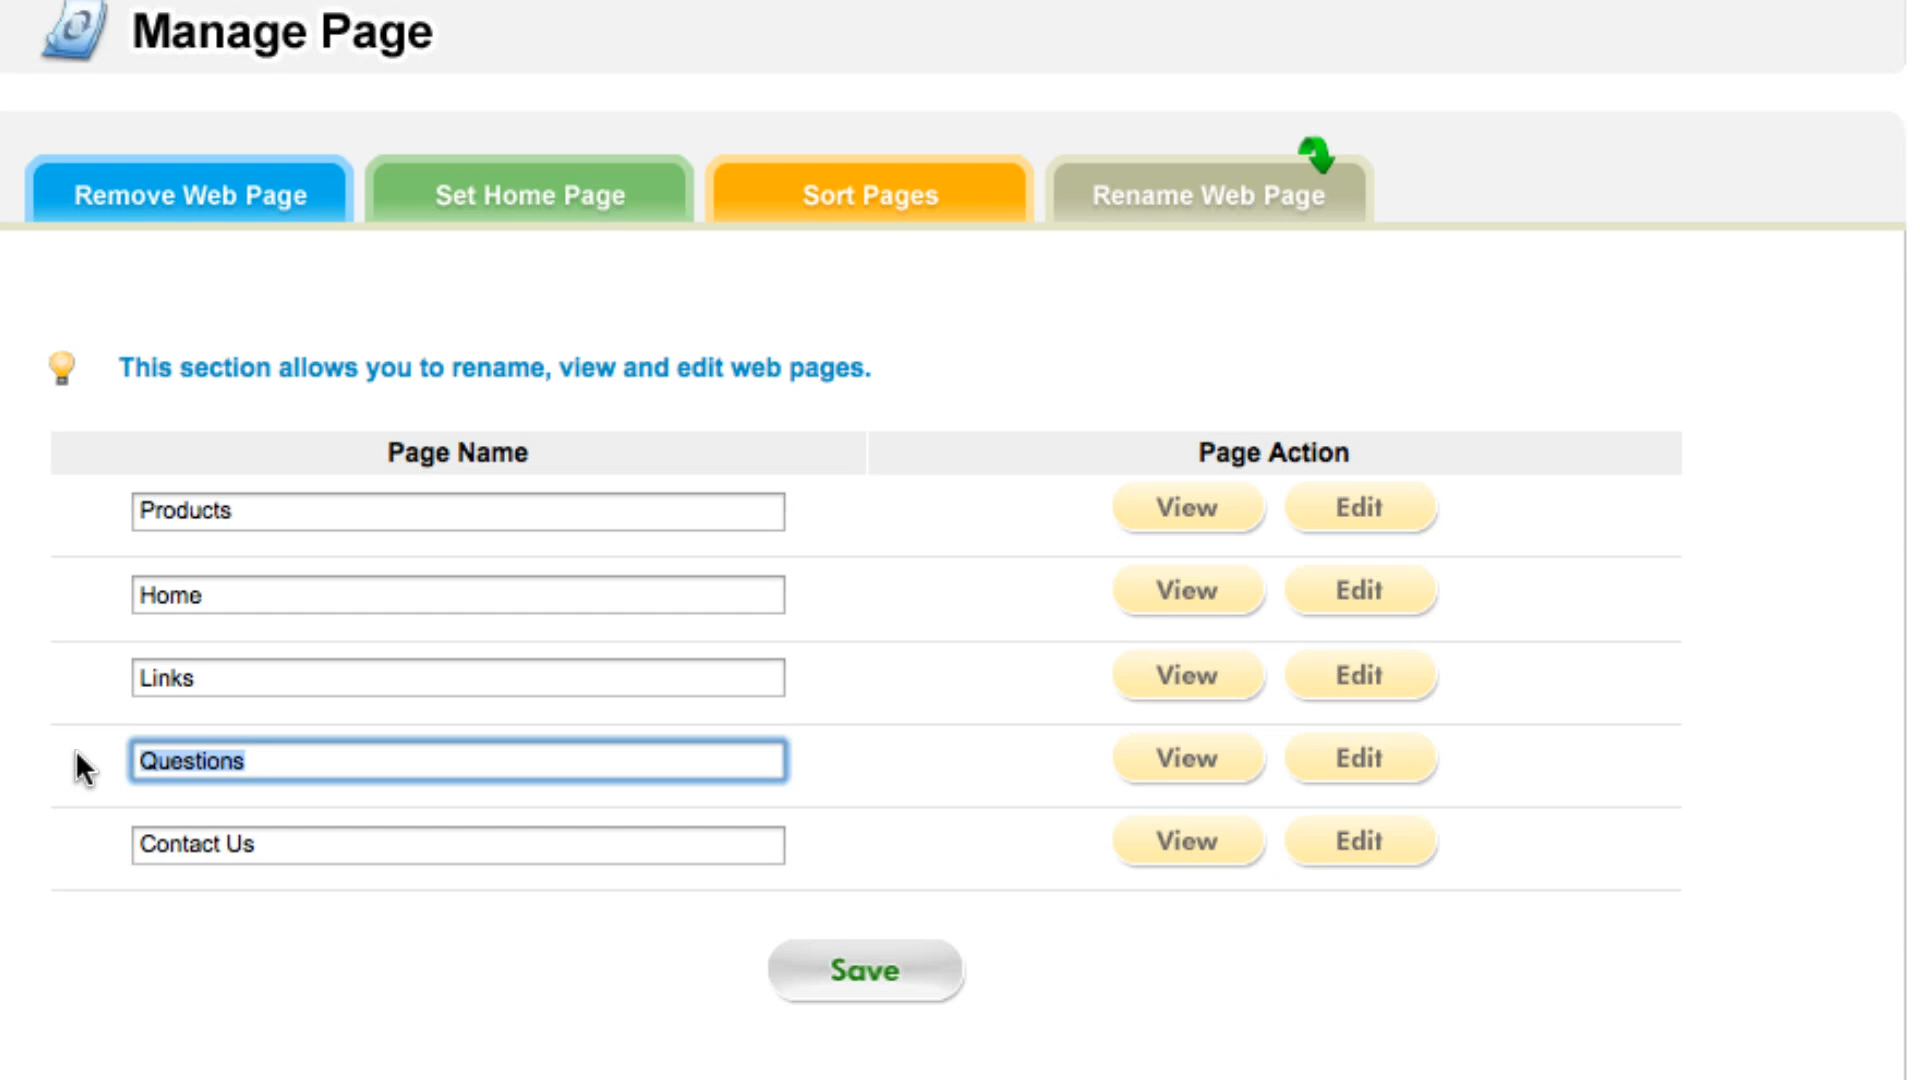 Manage Page
Remove Web Page Set Home Page Sort Pages Rename Web Page
This section allows you to rename, view and edit web pages.
Page Name Page Action
Products View Edit
Home View Edit
Links View Edit
Questions View Edit
Contact Us View Edit
Save